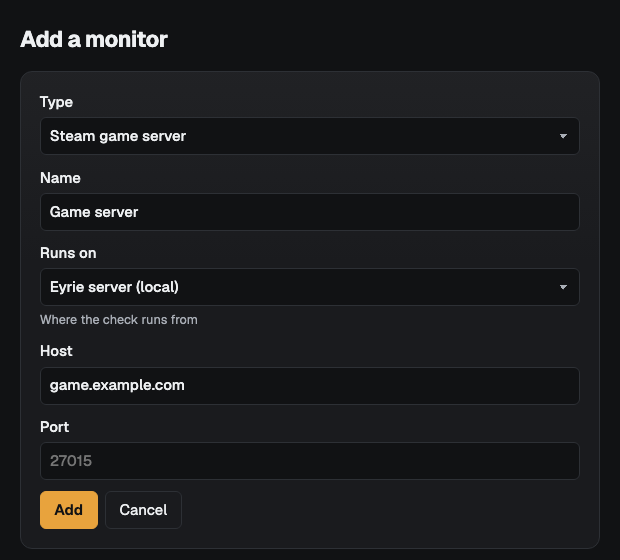 Add a monitor
Type
Steam game server
Name
Game server
Runs on
Eyrie server (local)
Where the check runs from
Host
game.example.com
Port
27015
Add
Cancel